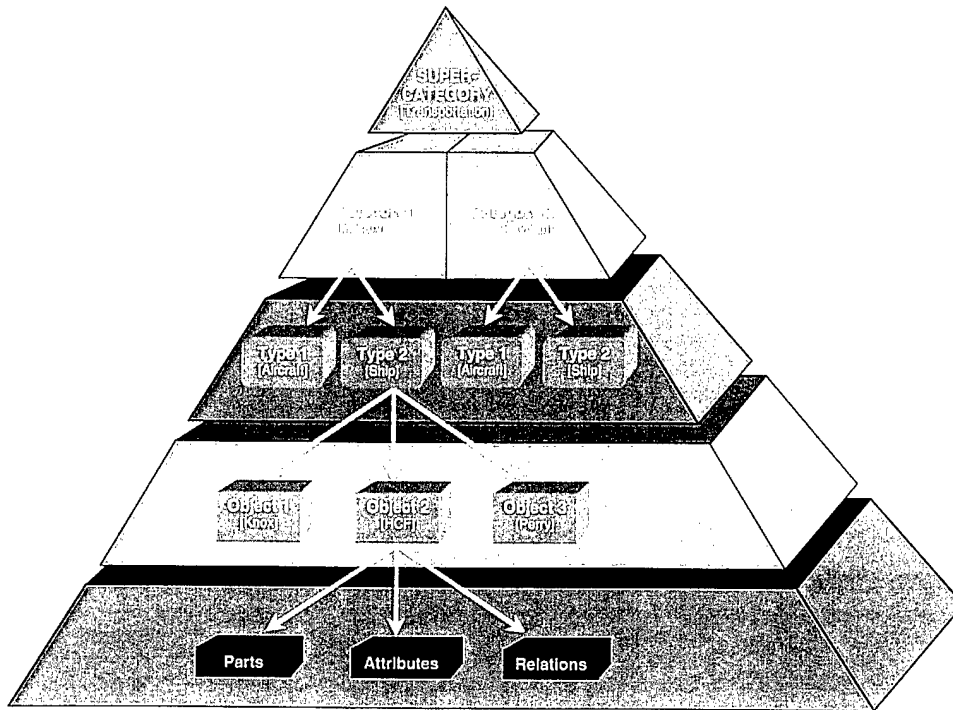 SUPER-
CATEGORY
[Transportation]
Type 1
[Aircraft]
Type 2
[Ship]
Type 1
[Aircraft]
Type 2
[Ship]
Object 1
[Knox]
Object 2
Object 3
[Perry]
Parts
Attributes
Relations